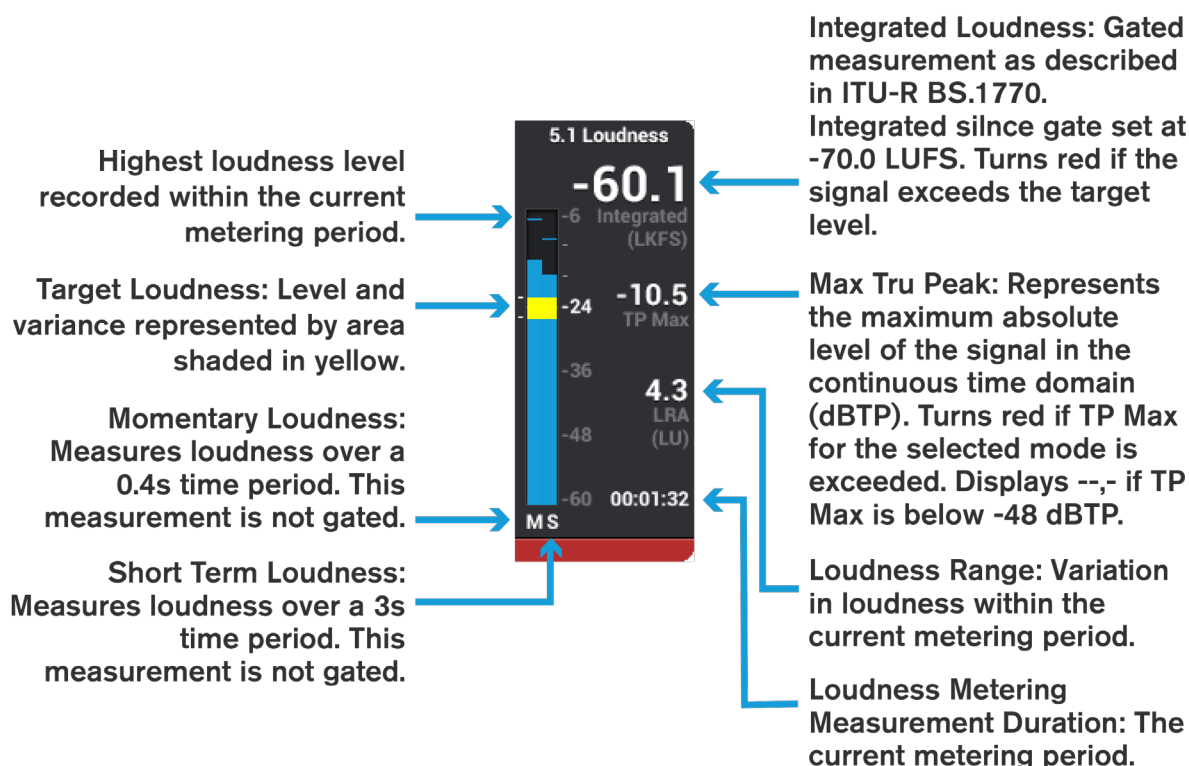 Highest loudness level
recorded within the current
metering period.
Target Loudness: Level and
variance represented by area
shaded in yellow.
Momentary Loudness:
Measures loudness over a
0.4s time period. This
measurement is not gated.
Short Term Loudness:
Measures loudness over a 3s
time period. This
measurement is not gated.
5.1 Loudness
-60.1
-6 Integrated
(LKFS)
-
-
-10.5
-24 TP Max
-36
4.3
LRA
-48 (LU)
-60 00:01:32
M S
Integrated Loudness: Gated
measurement as described
in ITU-R BS.1770.
Integrated silnce gate set at
-70.0 LUFS. Turns red if the
signal exceeds the target
level.
Max Tru Peak: Represents
the maximum absolute
level of the signal in the
continuous time domain
(dBTP). Turns red if TP Max
for the selected mode is
exceeded. Displays --,- if TP
Max is below -48 dBTP.
Loudness Range: Variation
in loudness within the
current metering period.
Loudness Metering
Measurement Duration: The
current metering period.